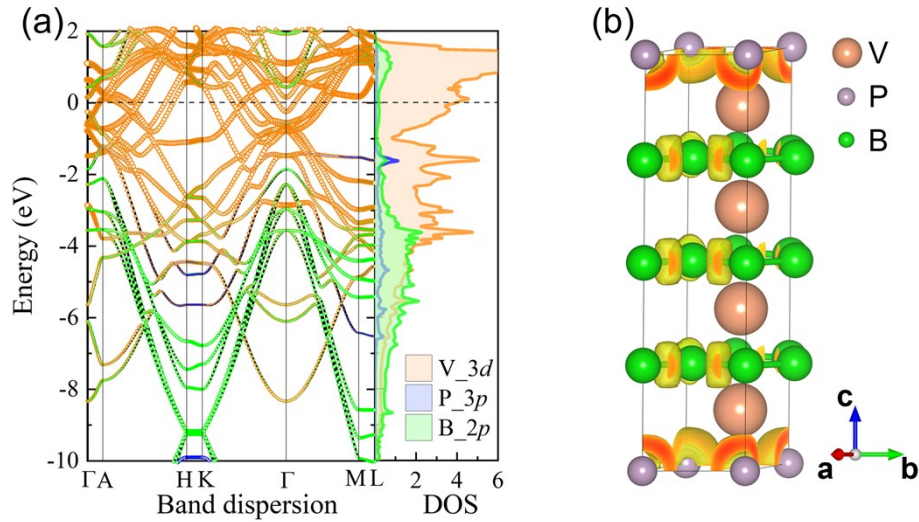 (a)
2
0
-2
-4
-6
-8
-10
Energy (eV)
Γ A H K Γ M L
Band dispersion
0 2 4 6
DOS
V_3d
P_3p
B_2p
(b)
V
P
B
c
a b